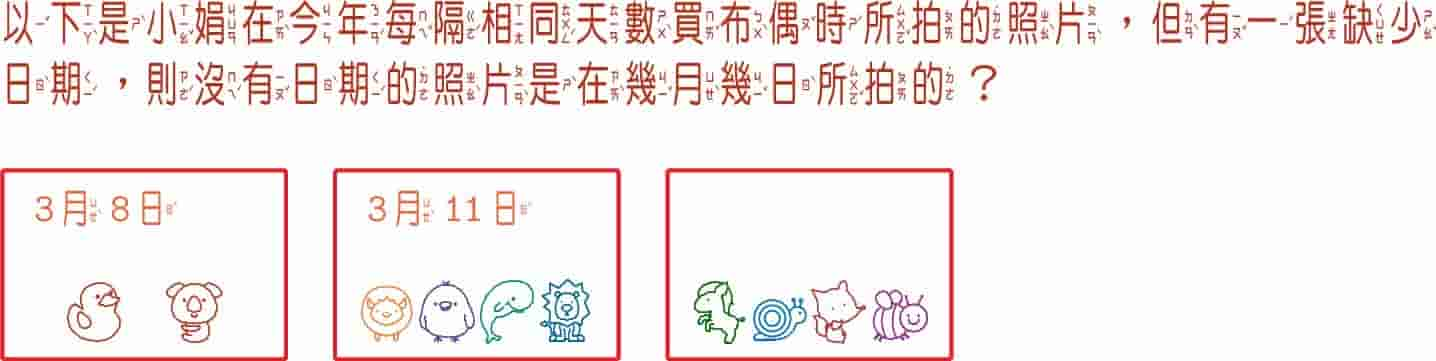 以下是小娟在今年每隔相同天數買布偶時所拍的照片，但有一張缺少
日期，則沒有日期的照片是在幾月幾日所拍的？
3月8日
3月11日